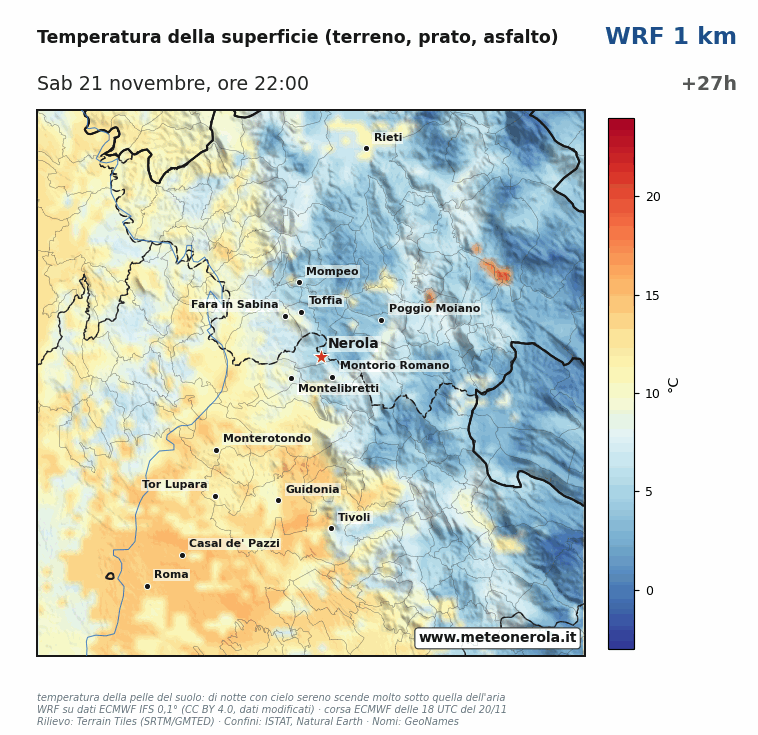 Temperatura della superficie (terreno, prato, asfalto)
WRF 1 km
Sab 21 novembre, ore 22:00
+27h
Rieti
Mompeo
Toffia
Fara in Sabina
Poggio Moiano
Nerola
Montorio Romano
Montelibretti
Monterotondo
Tor Lupara
Guidonia
Tivoli
Casal de' Pazzi
Roma
www.meteonerola.it
20
15
10
5
0
°C
temperatura della pelle del suolo: di notte con cielo sereno scende molto sotto quella dell'aria
WRF su dati ECMWF IFS 0,1° (CC BY 4.0, dati modificati) · corsa ECMWF delle 18 UTC del 20/11
Rilievo: Terrain Tiles (SRTM/GMTED) · Confini: ISTAT, Natural Earth · Nomi: GeoNames